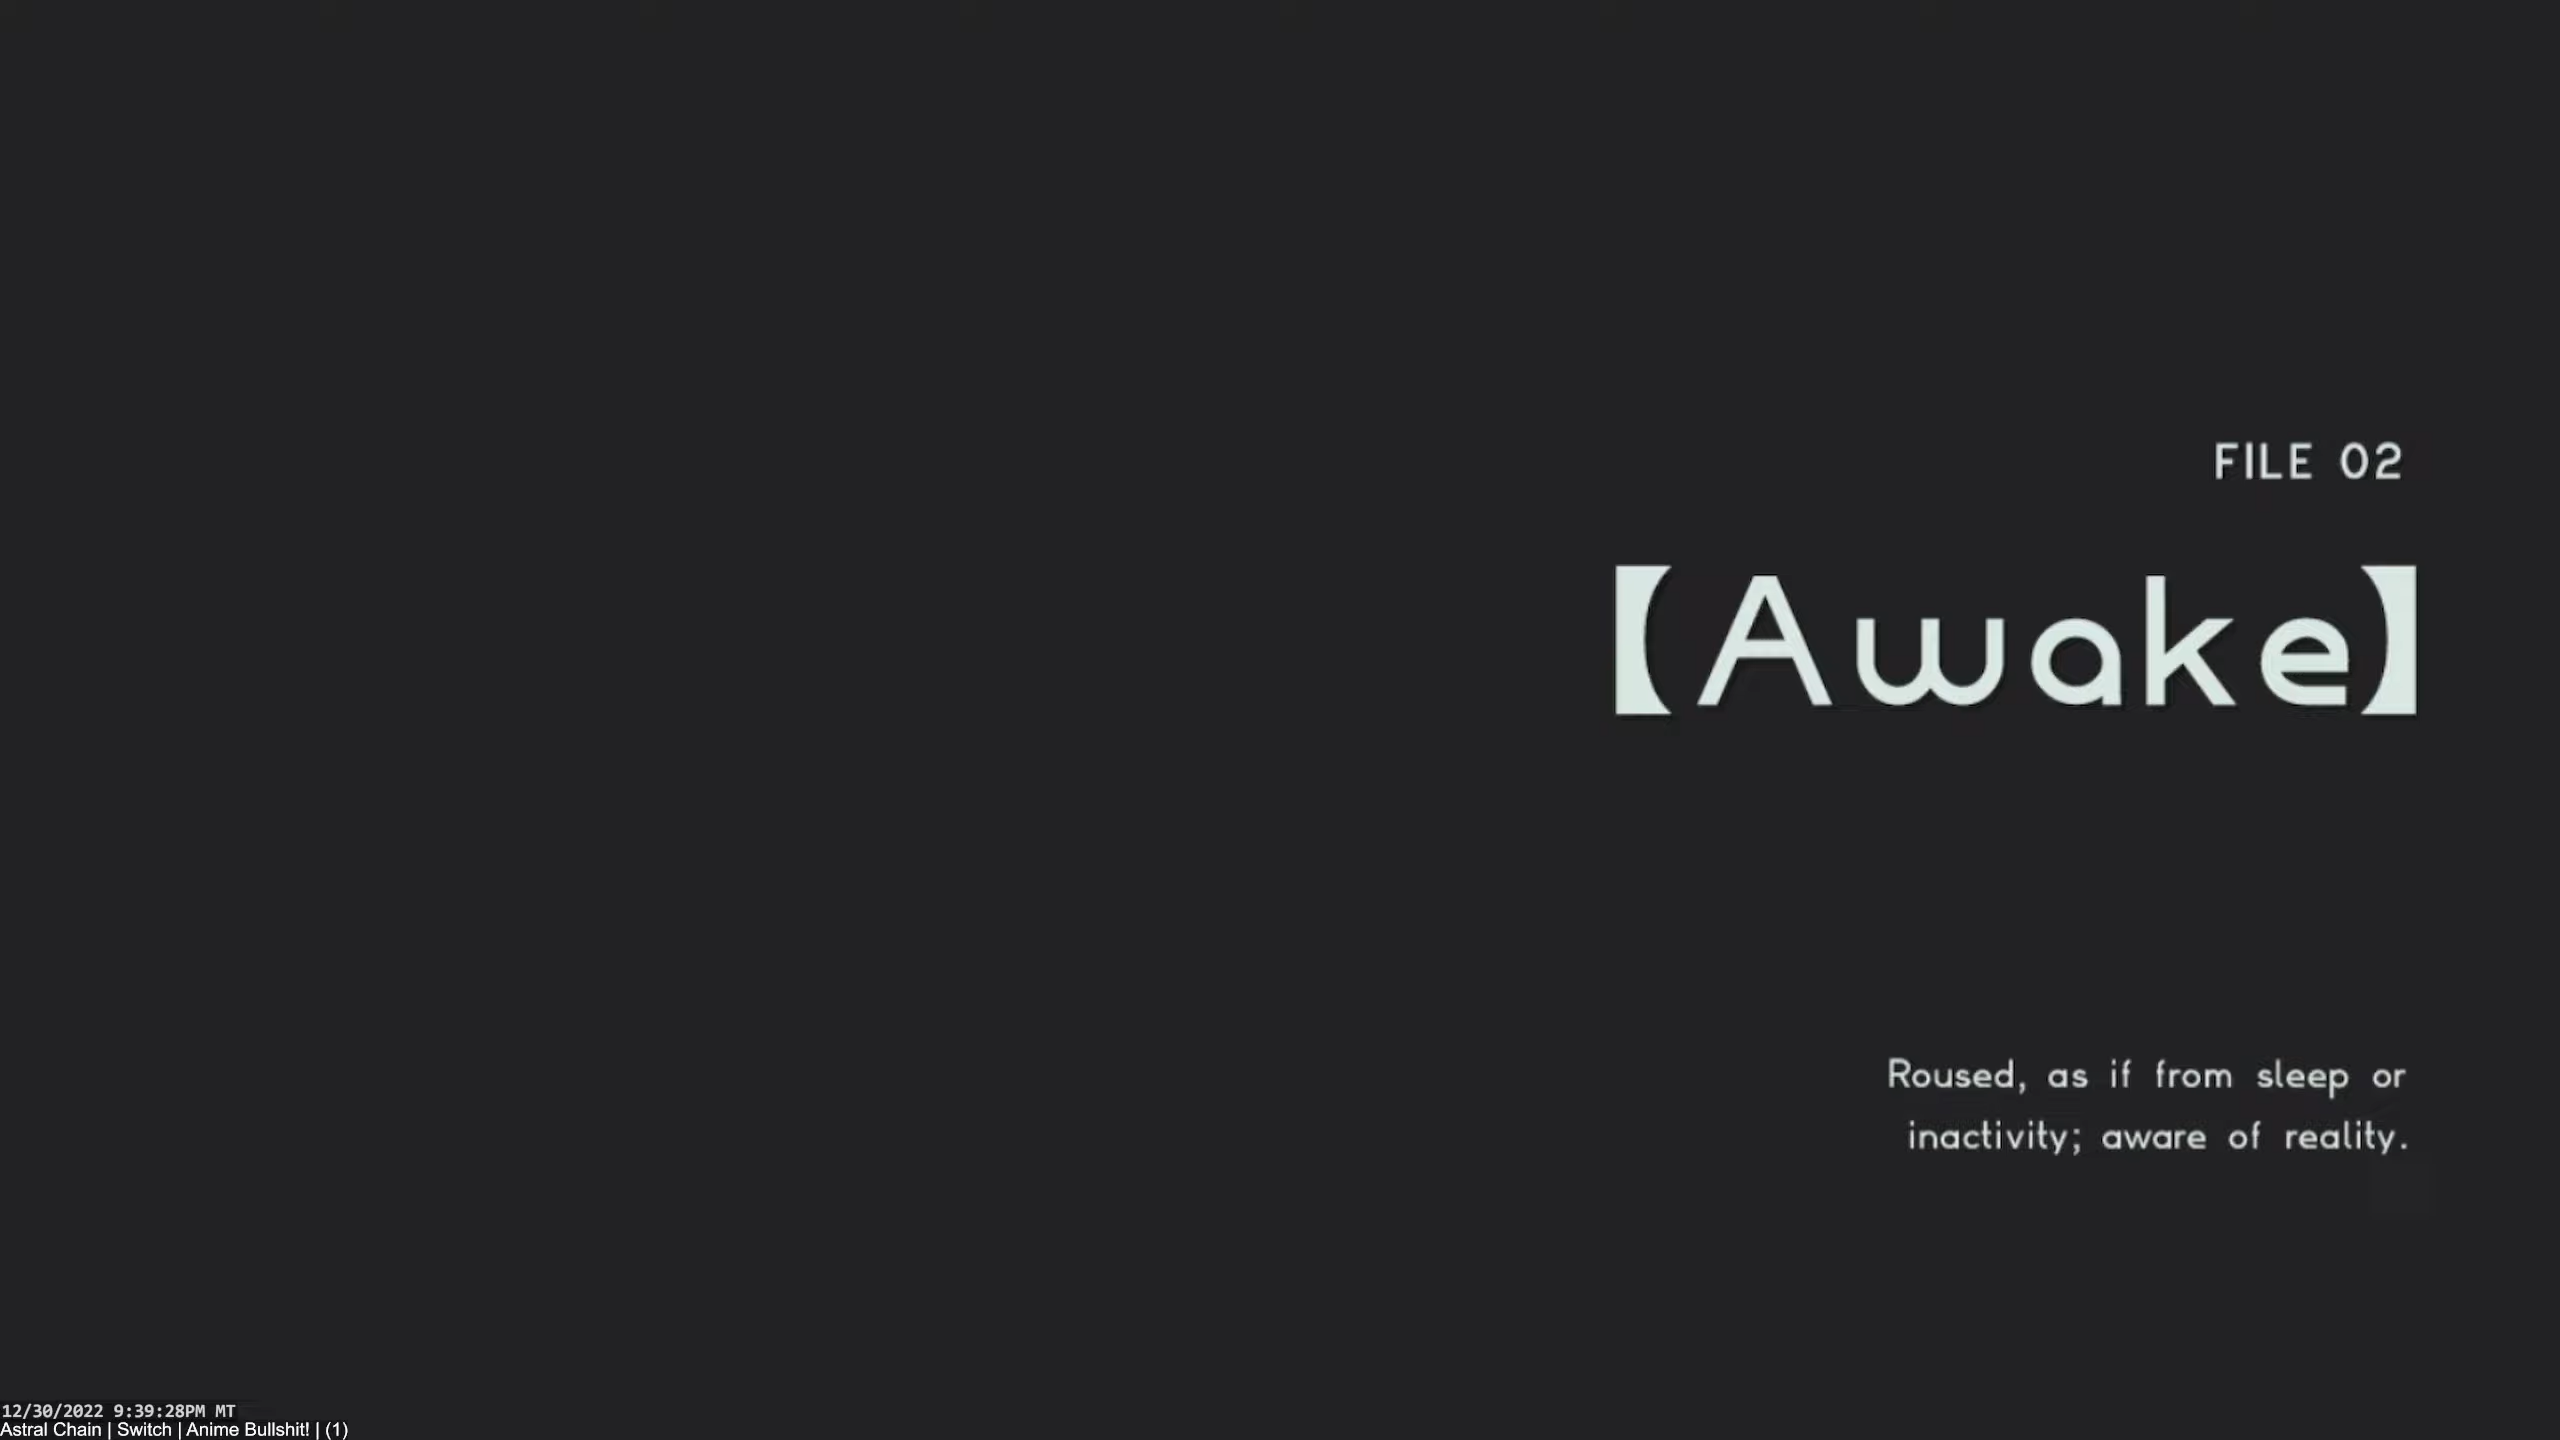 FILE 02
【Awake】
Roused, as if from sleep or
inactivity; aware of reality.
12/30/2022 9:39:28PM MT
Astral Chain | Switch | Anime Bullshit! | (1)